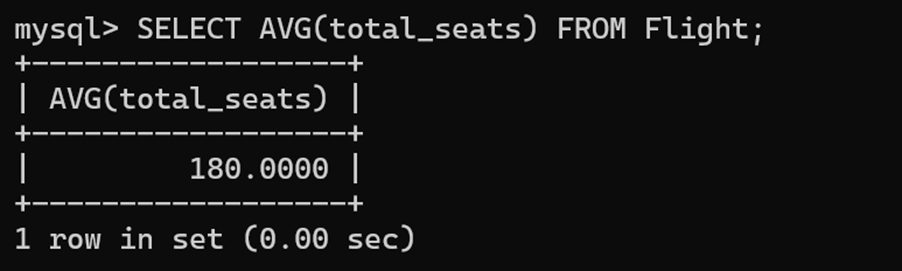 mysql> SELECT AVG(total_seats) FROM Flight;
+-----------------+
| AVG(total_seats) |
+-----------------+
|         180.0000 |
+-----------------+
1 row in set (0.00 sec)